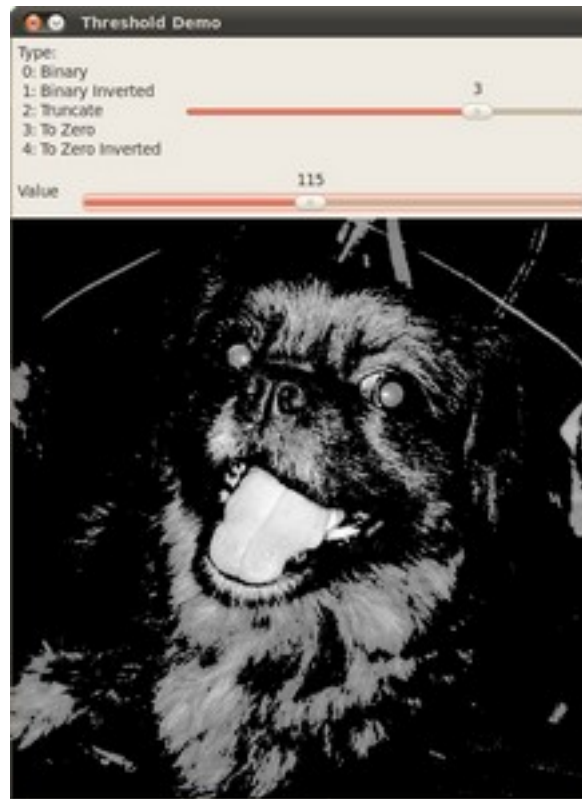 Threshold Demo
Type:
0: Binary
1: Binary Inverted
2: Truncate
3: To Zero
4: To Zero Inverted
3
Value
115